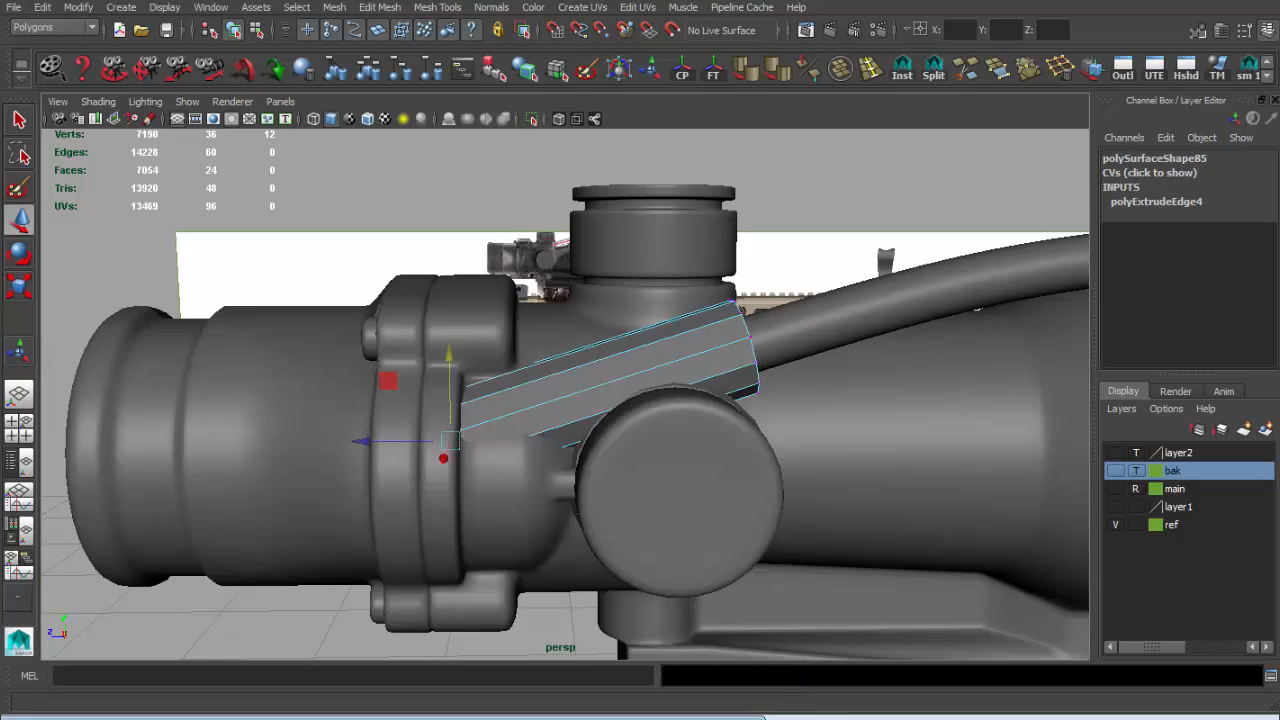 File Edit Modify Create Display Window Assets Select Mesh Edit Mesh Mesh Tools Normals Color Create UVs Edit UVs Muscle Pipeline Cache Help
Polygons No Live Surface X: Y: Z:
CP FT Inst Split Outl UTE Hshd TM sm 1
View Shading Lighting Show Renderer Panels
Verts: 7190 36 12
Edges: 14228 60 0
Faces: 7054 24 0
Tris: 13920 48 0
UVs: 13469 96 0
persp
z
MEL
Channel Box / Layer Editor
Channels Edit Object Show
polySurfaceShape85
CVs (click to show)
INPUTS
polyExtrudeEdge4
Display Render Anim
Layers Options Help
T layer2
T bak
R main
layer1
V ref